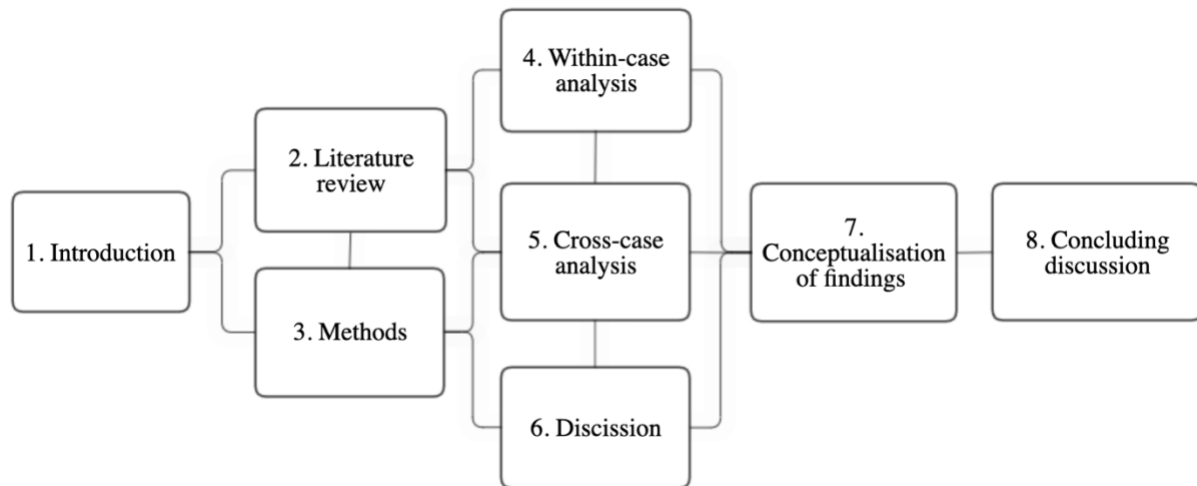 1. Introduction
2. Literature
review
3. Methods
4. Within-case
analysis
5. Cross-case
analysis
6. Discission
7.
Conceptualisation
of findings
8. Concluding
discussion